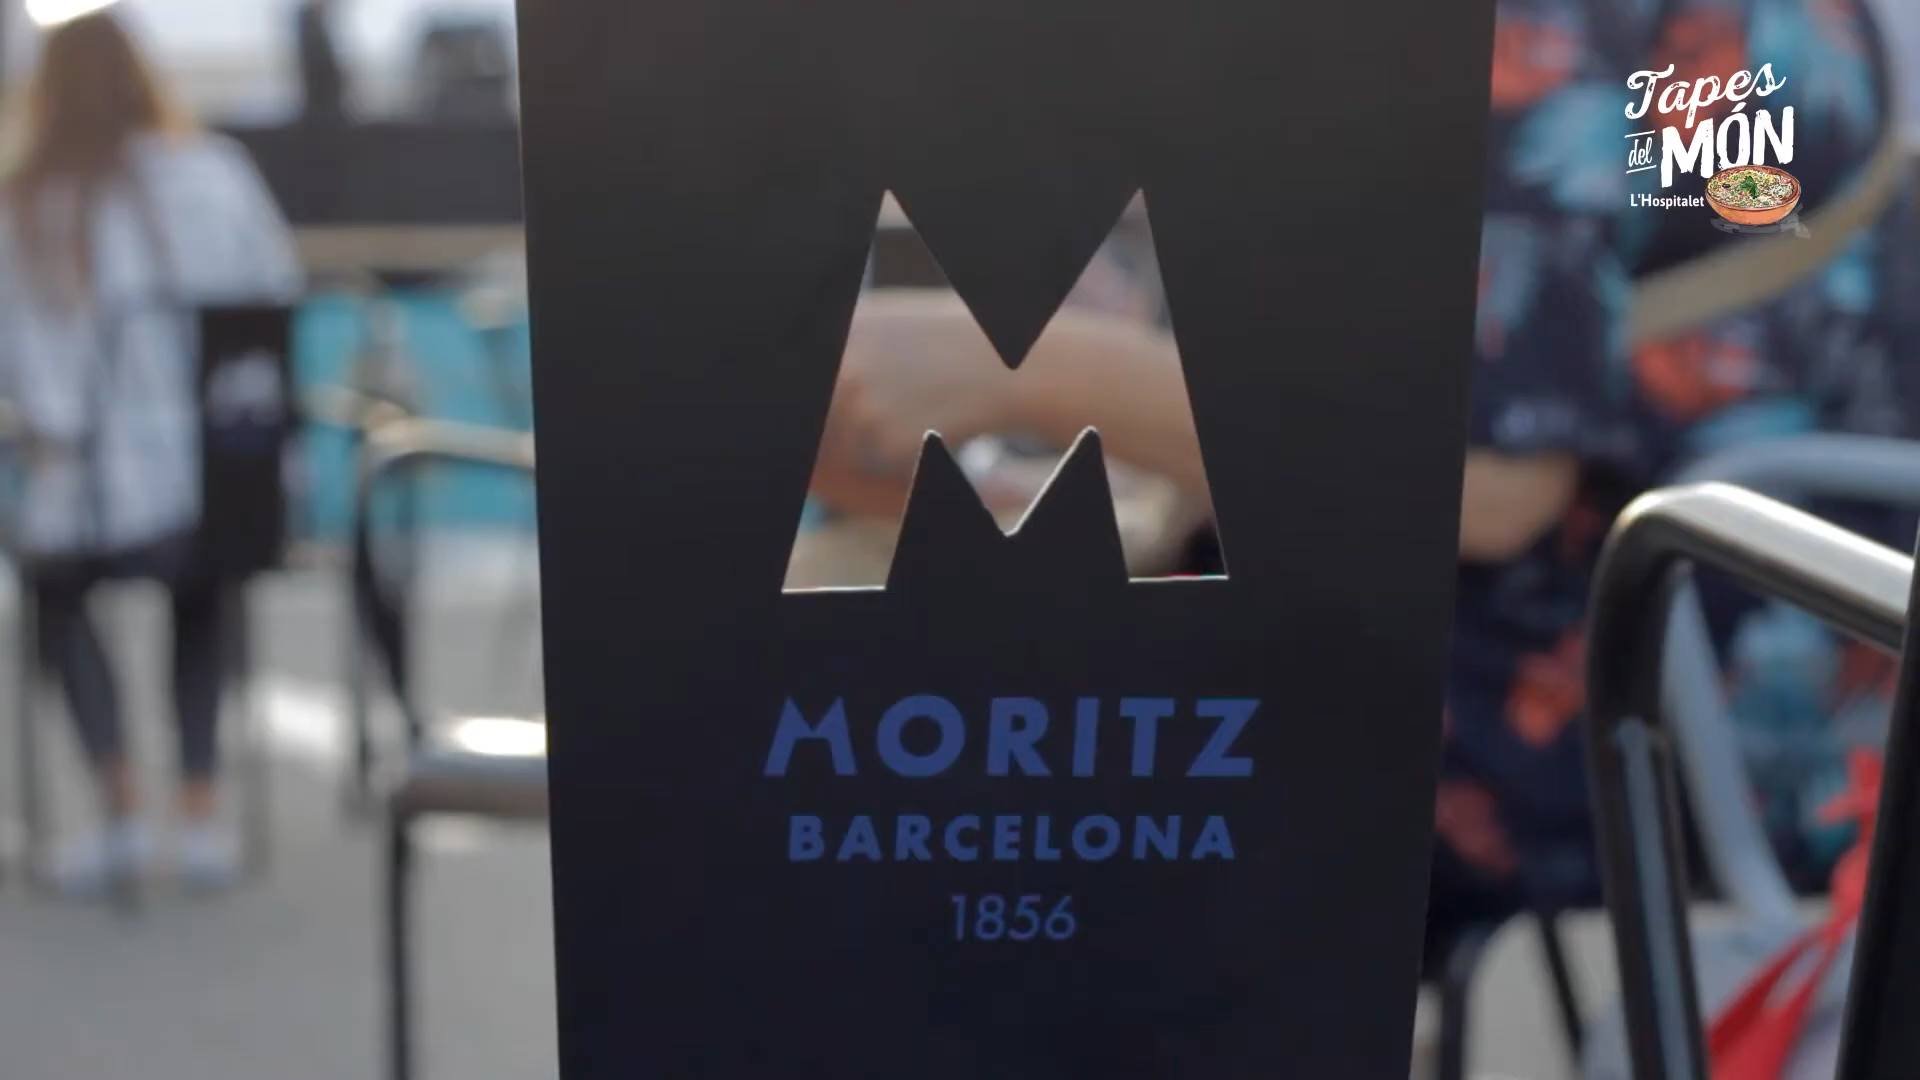 Tapes
del MÓN
L'Hospitalet
M
MORITZ
BARCELONA
1856